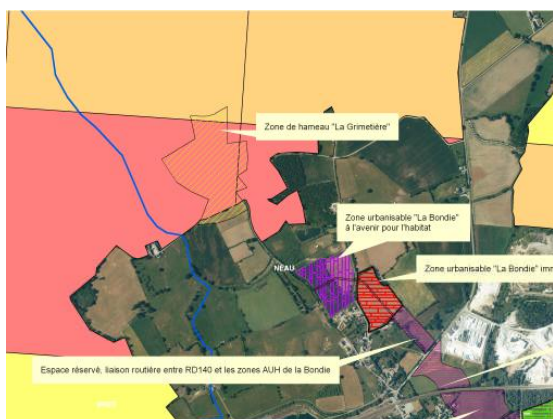 Zone de hameau "La Grimetière"
Zone urbanisable "La Bondie"
à l'avenir pour l'habitat
NEAU
Zone urbanisable "La Bondie" imm
Espace réservé, liaison routière entre RD140 et les zones AUH de la Bondie